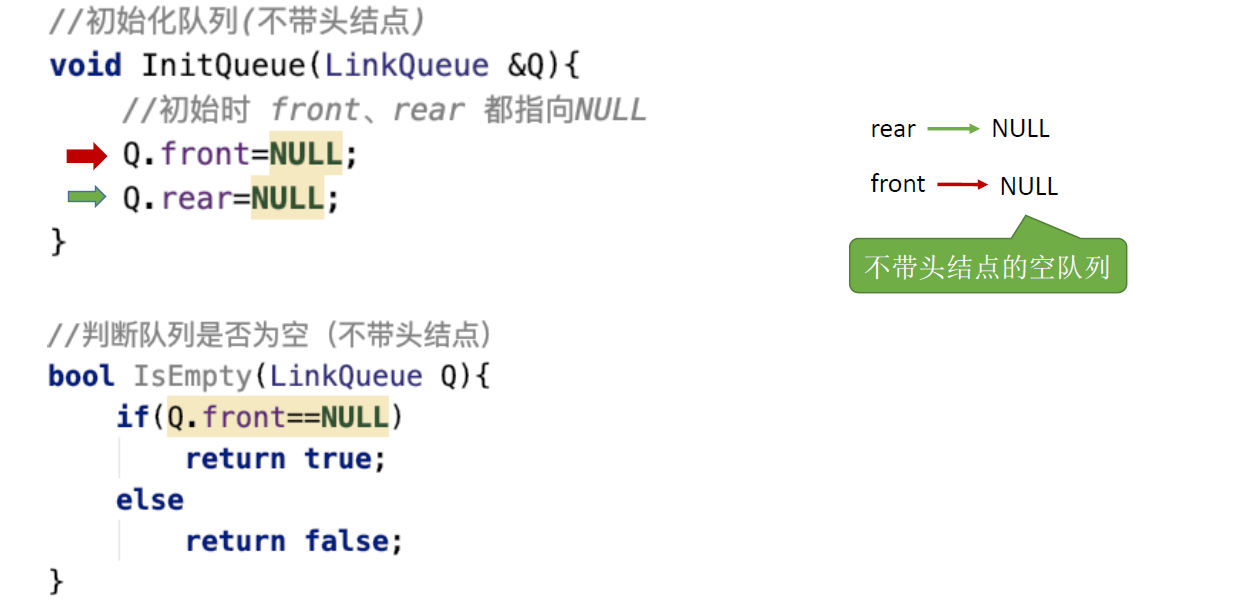 //初始化队列(不带头结点)
void InitQueue(LinkQueue &Q){
//初始时 front、rear 都指向NULL
Q.front=NULL;
Q.rear=NULL;
}
rear NULL
front NULL
不带头结点的空队列
//判断队列是否为空（不带头结点）
bool IsEmpty(LinkQueue Q){
if(Q.front==NULL)
return true;
else
return false;
}